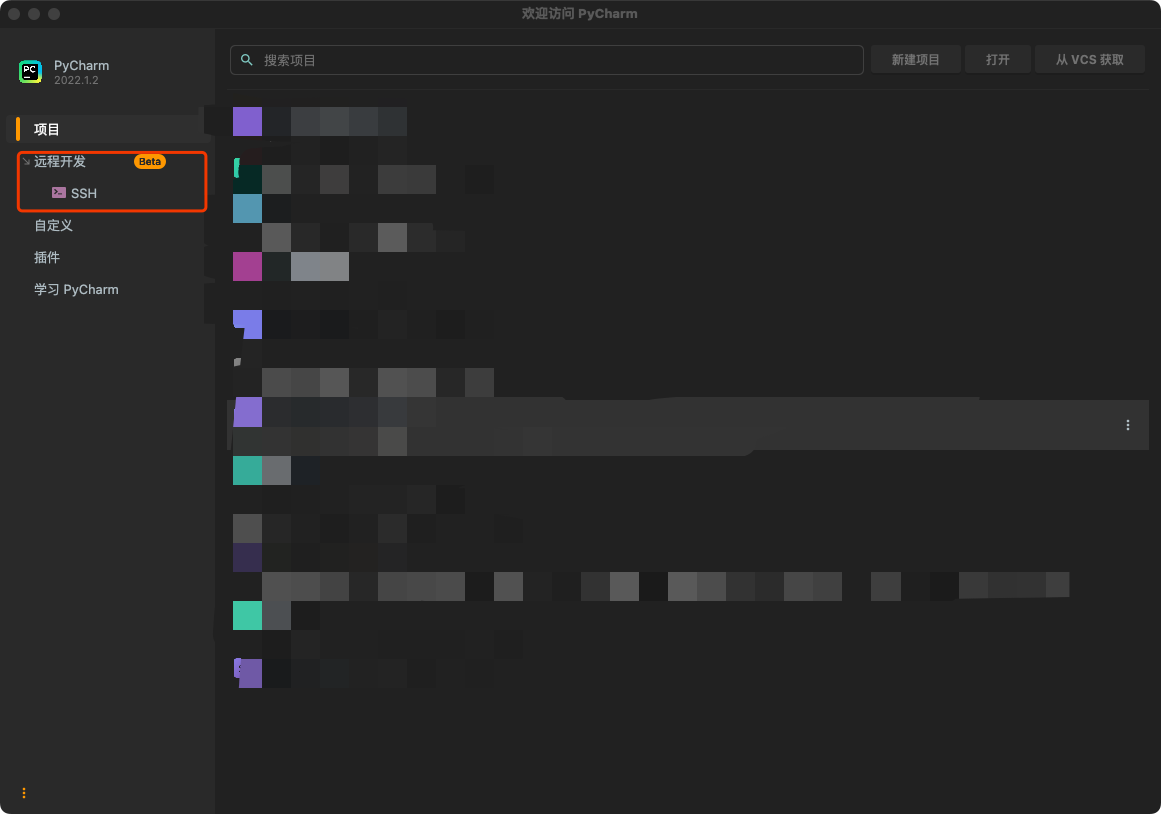 欢迎访问 PyCharm
PC
PyCharm
2022.1.2
搜索项目
新建项目
打开
从 VCS 获取
项目
远程开发 Beta
SSH
自定义
插件
学习 PyCharm